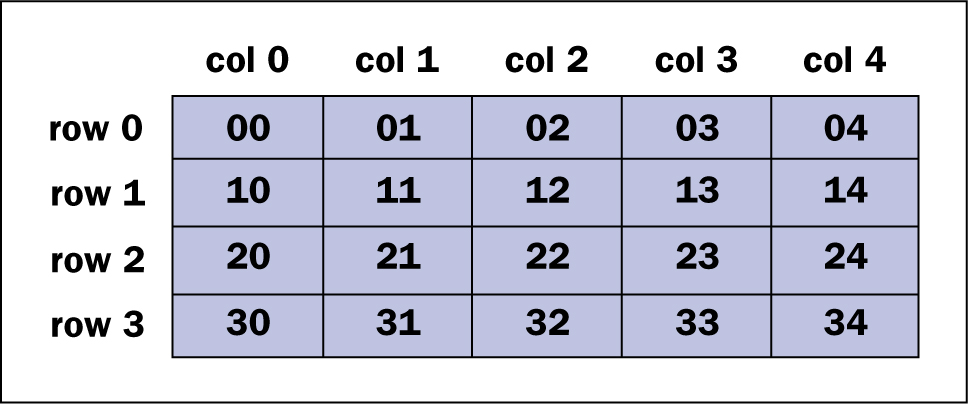 col 0 col 1 col 2 col 3 col 4
row 0 00 01 02 03 04
row 1 10 11 12 13 14
row 2 20 21 22 23 24
row 3 30 31 32 33 34